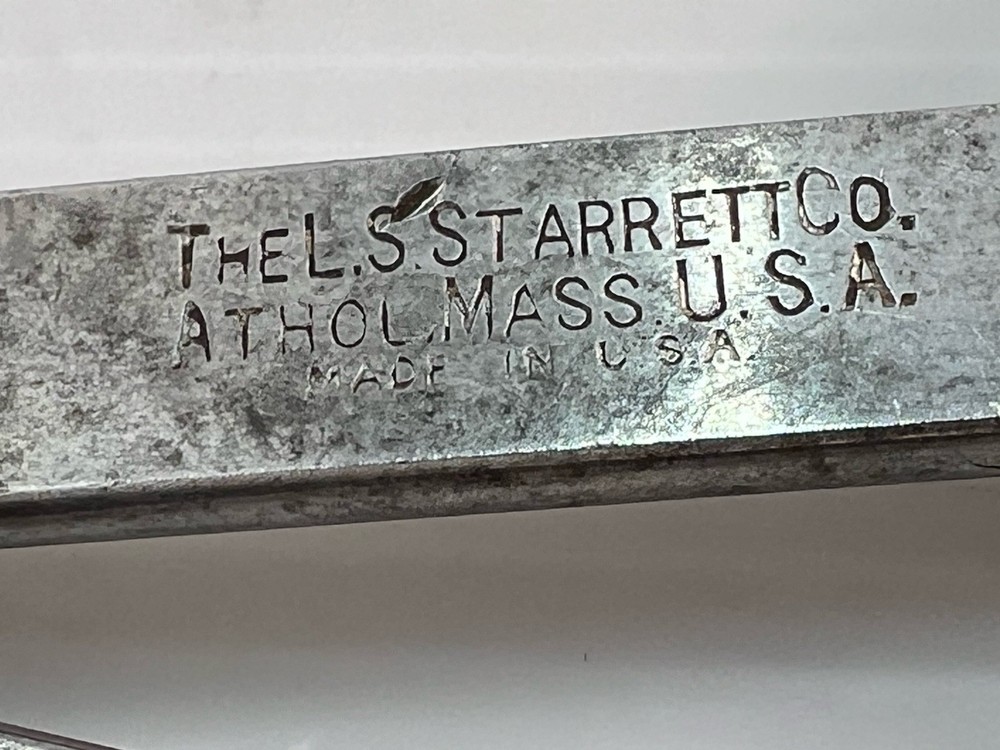 THE L.S. STARRETT CO.
ATHOL. MASS. U.S.A.
MADE IN U.S.A.